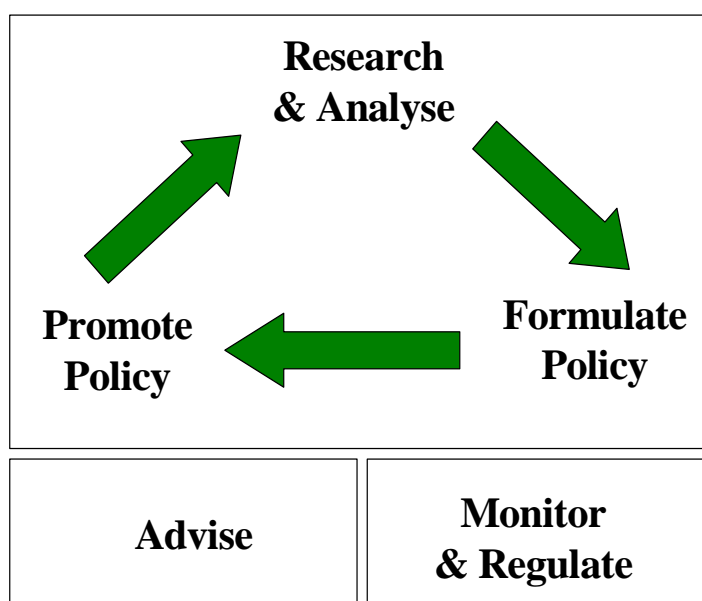 Research
& Analyse
Promote
Policy
Formulate
Policy
Advise
Monitor
& Regulate